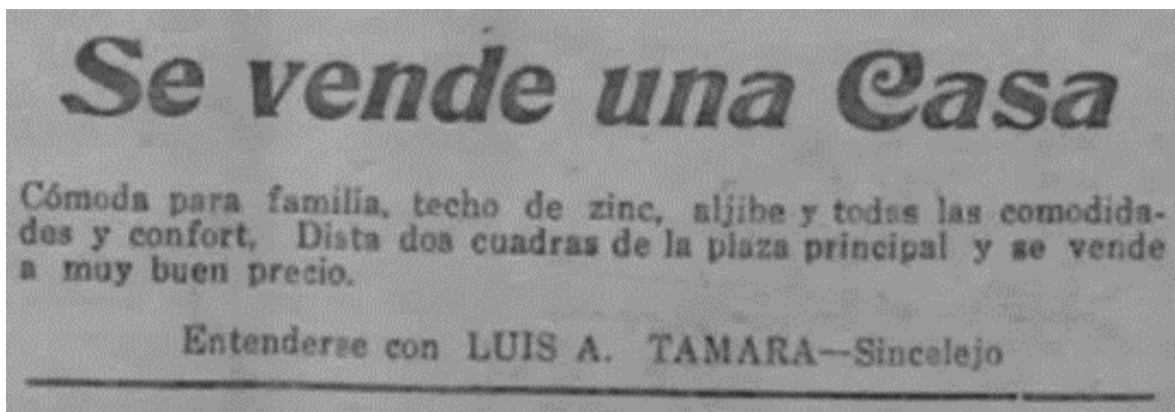 Se vende una Casa
Cómoda para familia, techo de zinc, aljibe y todas las comodida-
des y confort, Dista dos cuadras de la plaza principal y se vende
a muy buen precio.
Entenderse con LUIS A. TAMARA—Sincelejo